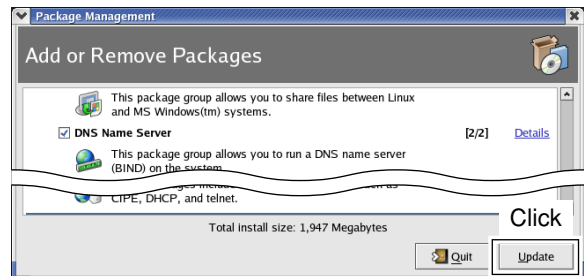 Package Management
Add or Remove Packages
This package group allows you to share files between Linux
and MS Windows(tm) systems.
DNS Name Server [2/2] Details
This package group allows you to run a DNS name server
(BIND) on the system
CIPE, DHCP, and telnet.
Total install size: 1,947 Megabytes
Click
Quit Update